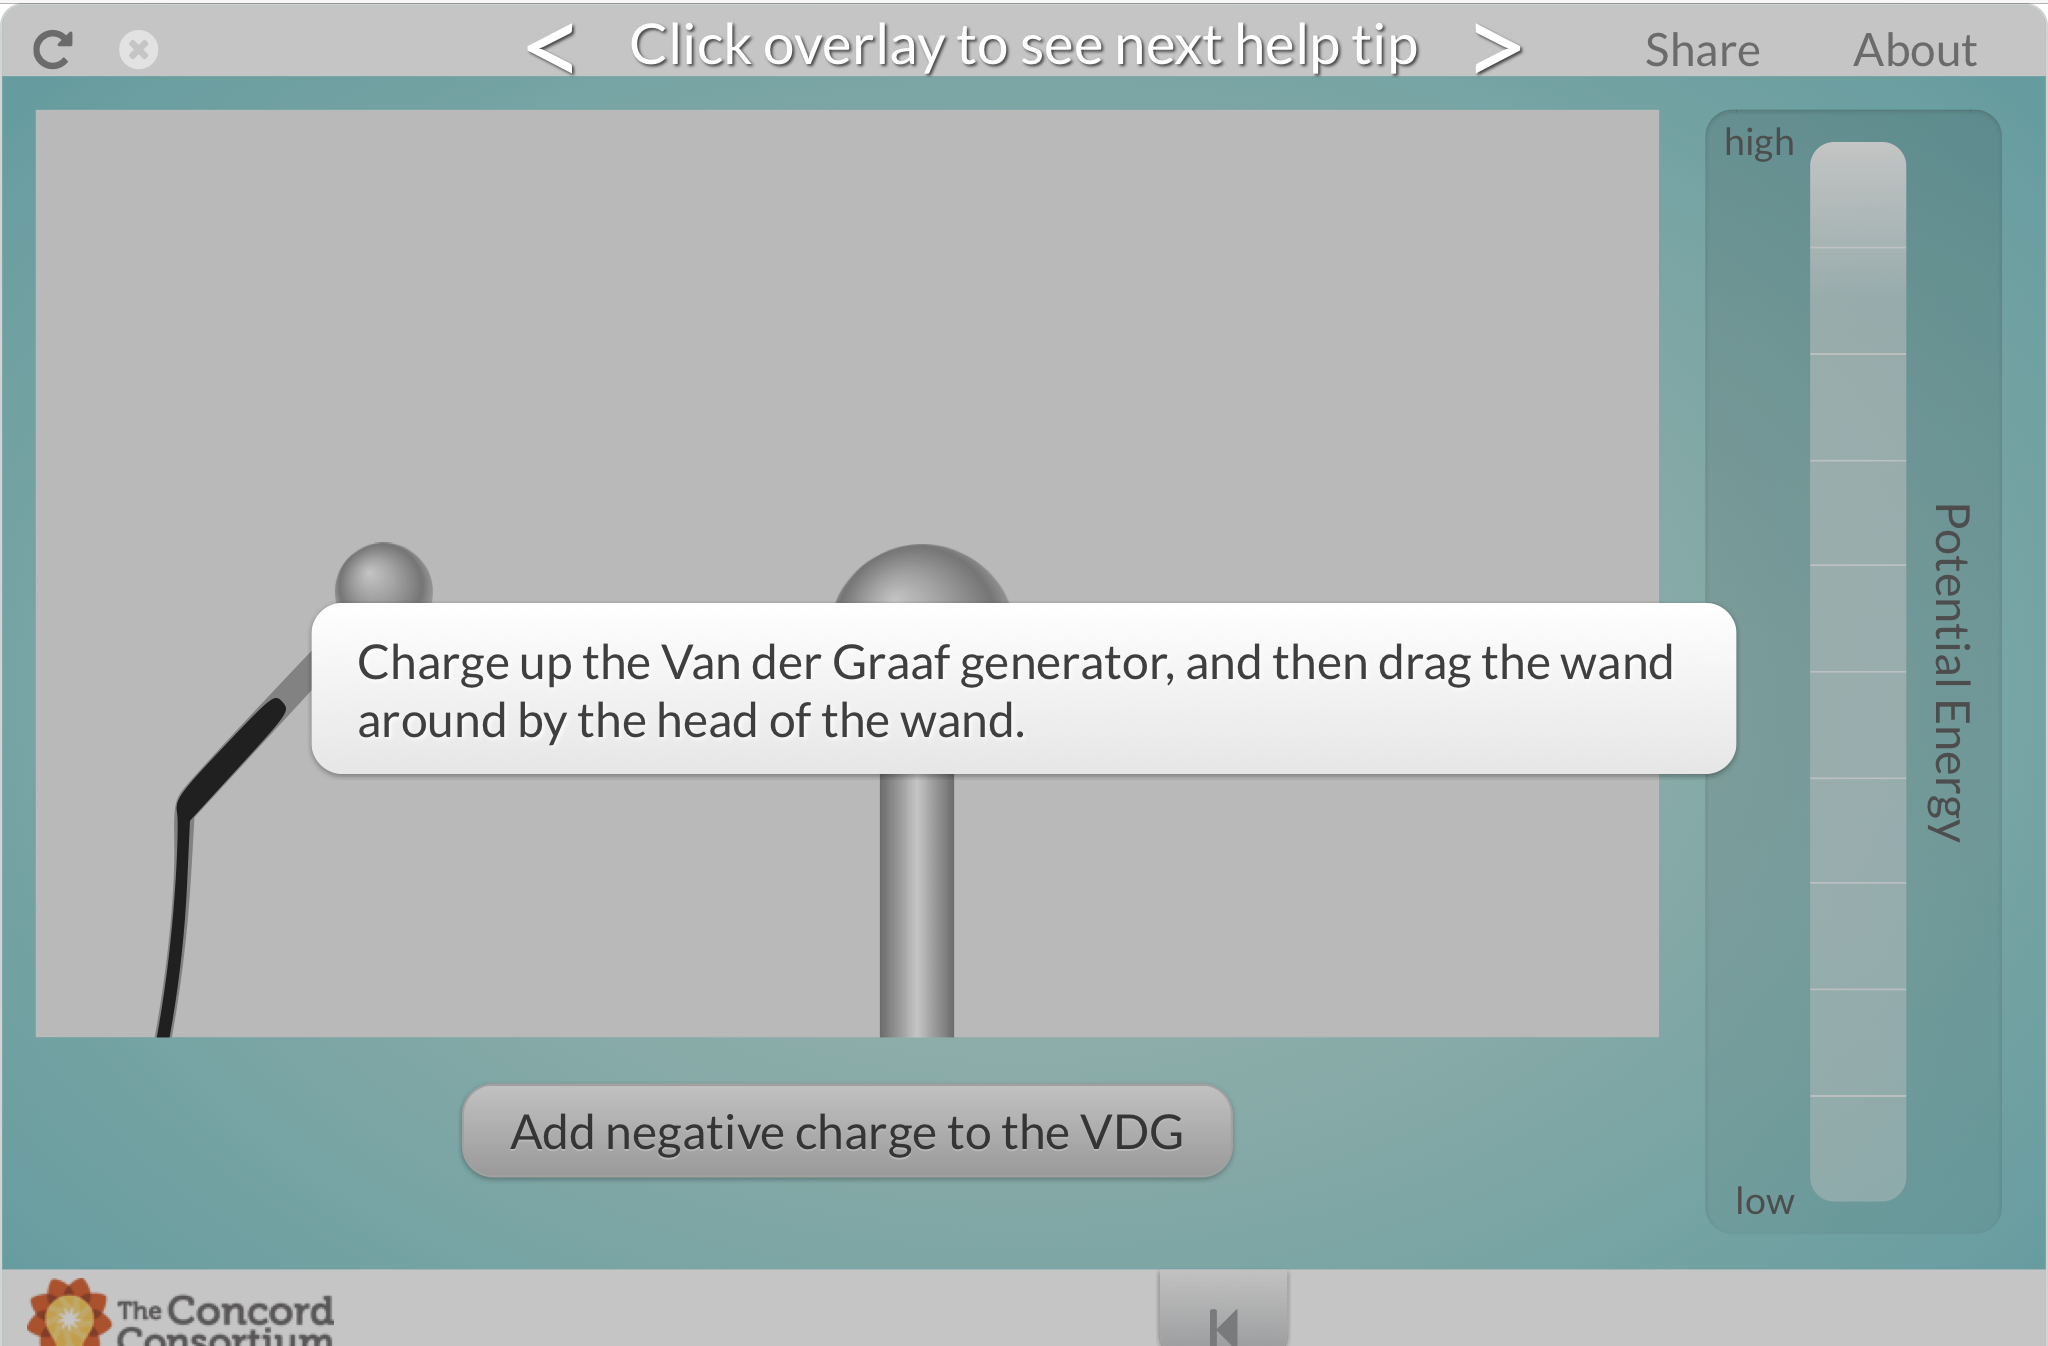 < Click overlay to see next help tip >
Share
About
high
Potential Energy
Charge up the Van der Graaf generator, and then drag the wand
around by the head of the wand.
Add negative charge to the VDG
low
The Concord
Consortium